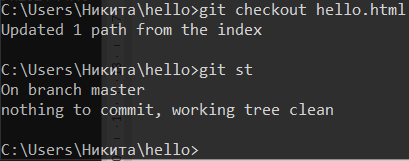 C:\Users\Никита\hello>git checkout hello.html
Updated 1 path from the index
C:\Users\Никита\hello>git st
On branch master
nothing to commit, working tree clean
C:\Users\Никита\hello>